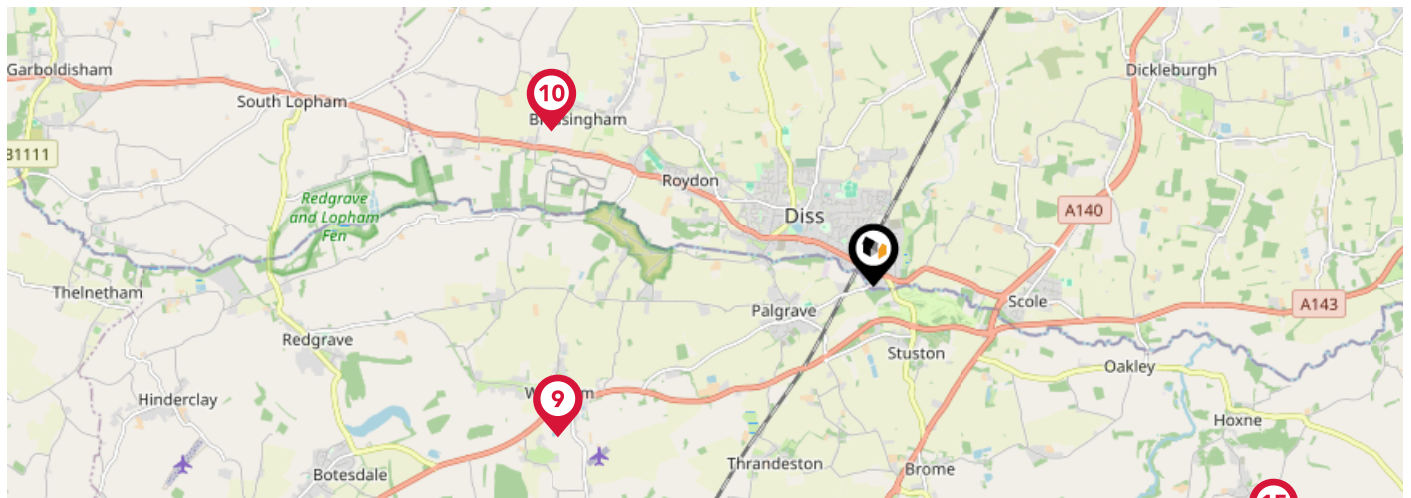 Garboldisham
South Lopham
10
Dickleburgh
31111
Redgrave
and Lopham
Fen
Roydon
Diss
A140
Thelnetham
Palgrave
Scole
A143
Redgrave
Stuston
Oakley
Hinderclay
9
Hoxne
Botesdale
Thrandeston
Brome